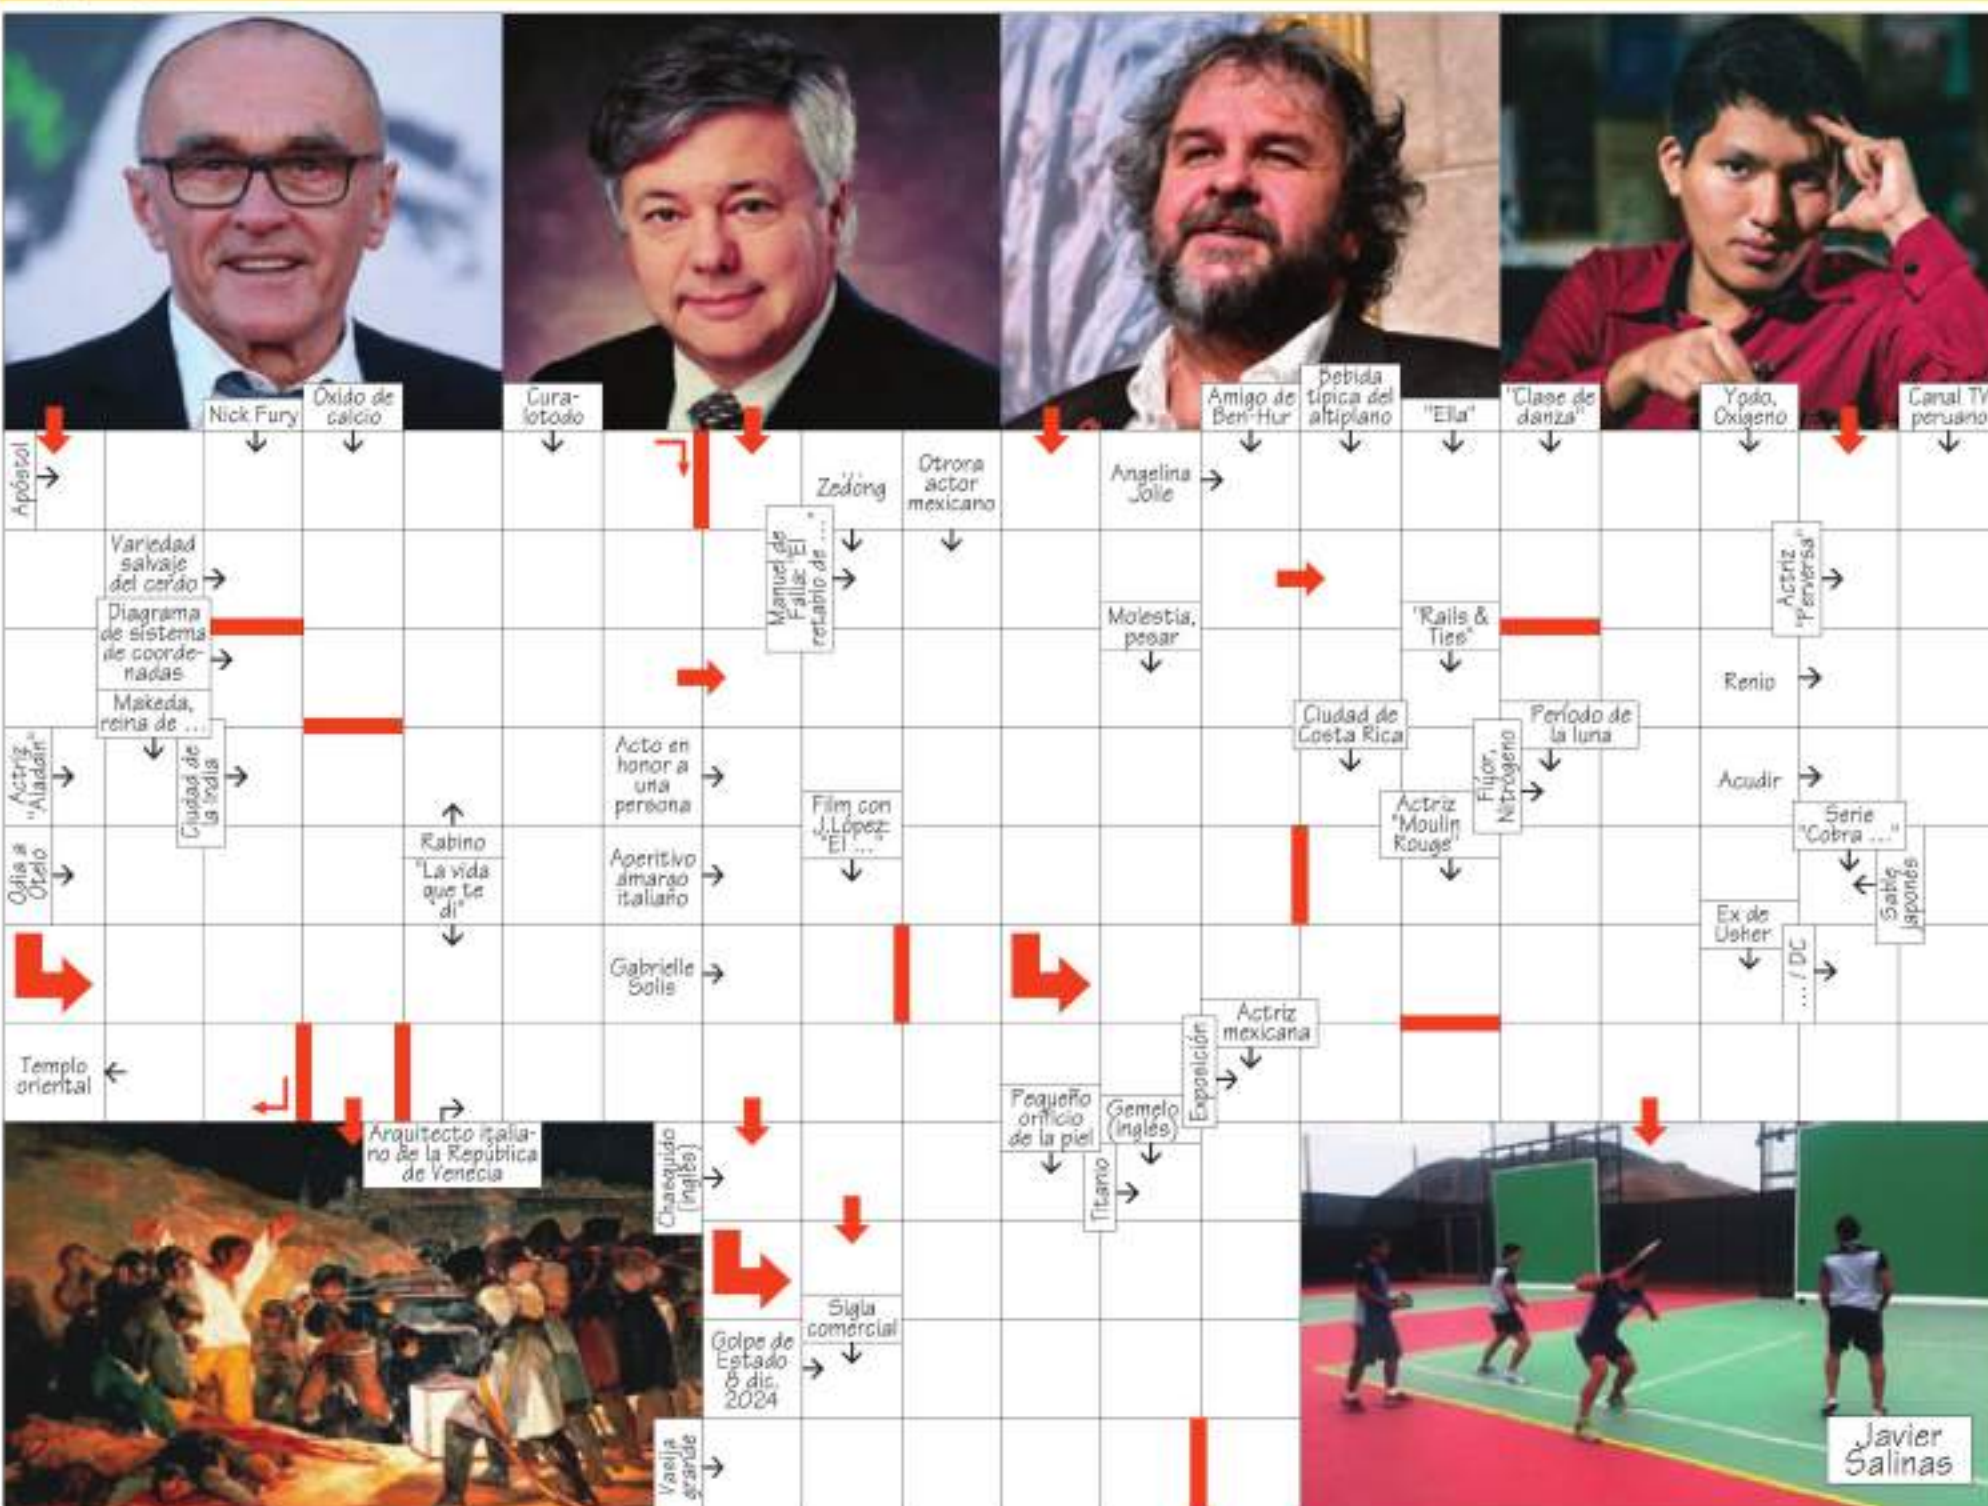 Nick Fury
Óxido de
calcio
Cura-
lotodo
Amigo de
Ben-Hur
Bebida
típica del
altiplano
"Ella"
"Clase de
danza"
Yodo,
Oxígeno
Canal TV
peruano
Apóstol
... Zedong
Otrora
actor
mexicano
Angelina
Jolie
Variedad
salvaje
del cerdo
Manuel de
Falla: "El
retablo de ..."
Actriz
"Perversa"
Diagrama
de sistema
de coorde-
nadas
Molestia,
pesar
"Rails &
Ties"
Renio
Makeda,
reina de ...
Ciudad de
Costa Rica
Período de
la luna
Actriz
"Aladdín"
Ciudad de
la India
Acto en
honor a
una
persona
Flúor,
Nitrógeno
Acudir
Film con
J.López:
"El ..."
Actriz
"Moulin
Rouge"
Serie
"Cobra ..."
Odia a
Otelo
Rabino
"La vida
que te
di"
Aperitivo
amargo
italiano
Sable
japonés
Ex de
Usher
Gabrielle
Solis
... / DC
Actriz
mexicana
Exposición
Templo
oriental
Pequeño
orificio
de la piel
Gemelo
(inglés)
Arquitecto italia-
no de la República
de Venecia
Chasquido
(inglés)
Titanio
Sigla
comercial
Golpe de
Estado
8 dic.
2024
Vasija
grande
Javier
Salinas